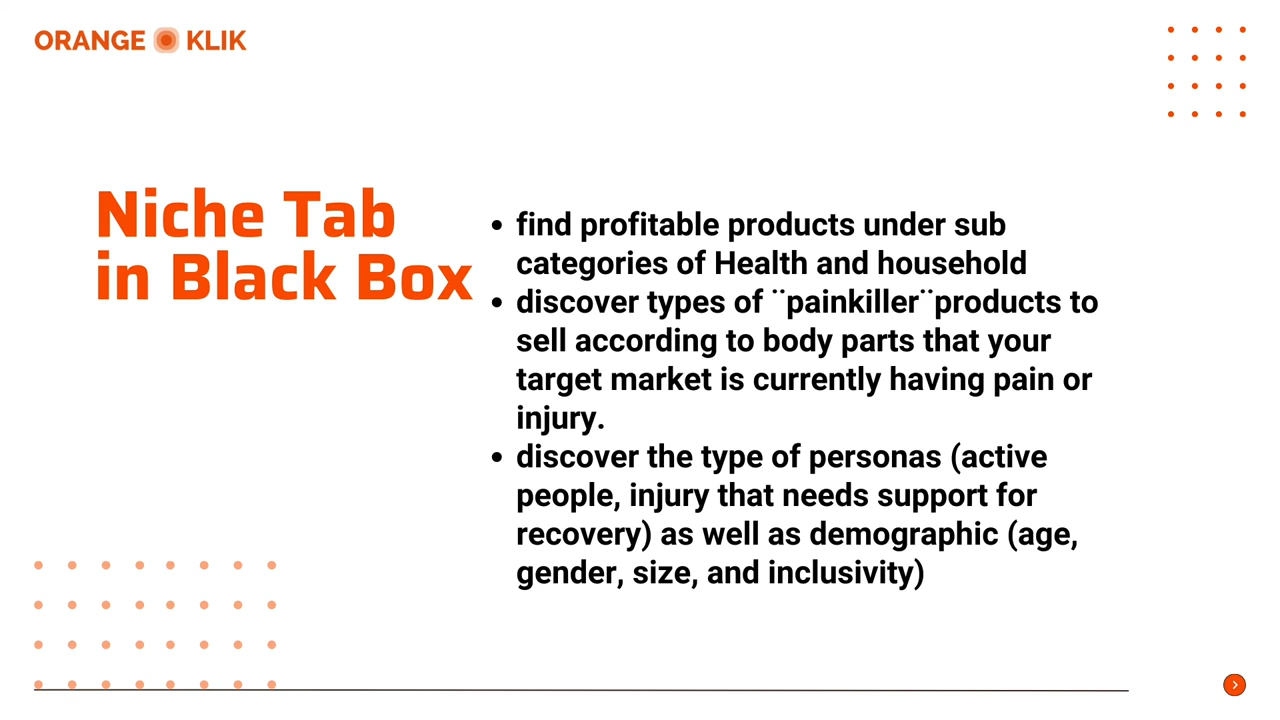 ORANGE KLIK
Niche Tab
in Black Box
• find profitable products under sub
categories of Health and household
• discover types of ¨painkiller¨products to
sell according to body parts that your
target market is currently having pain or
injury.
• discover the type of personas (active
people, injury that needs support for
recovery) as well as demographic (age,
gender, size, and inclusivity)